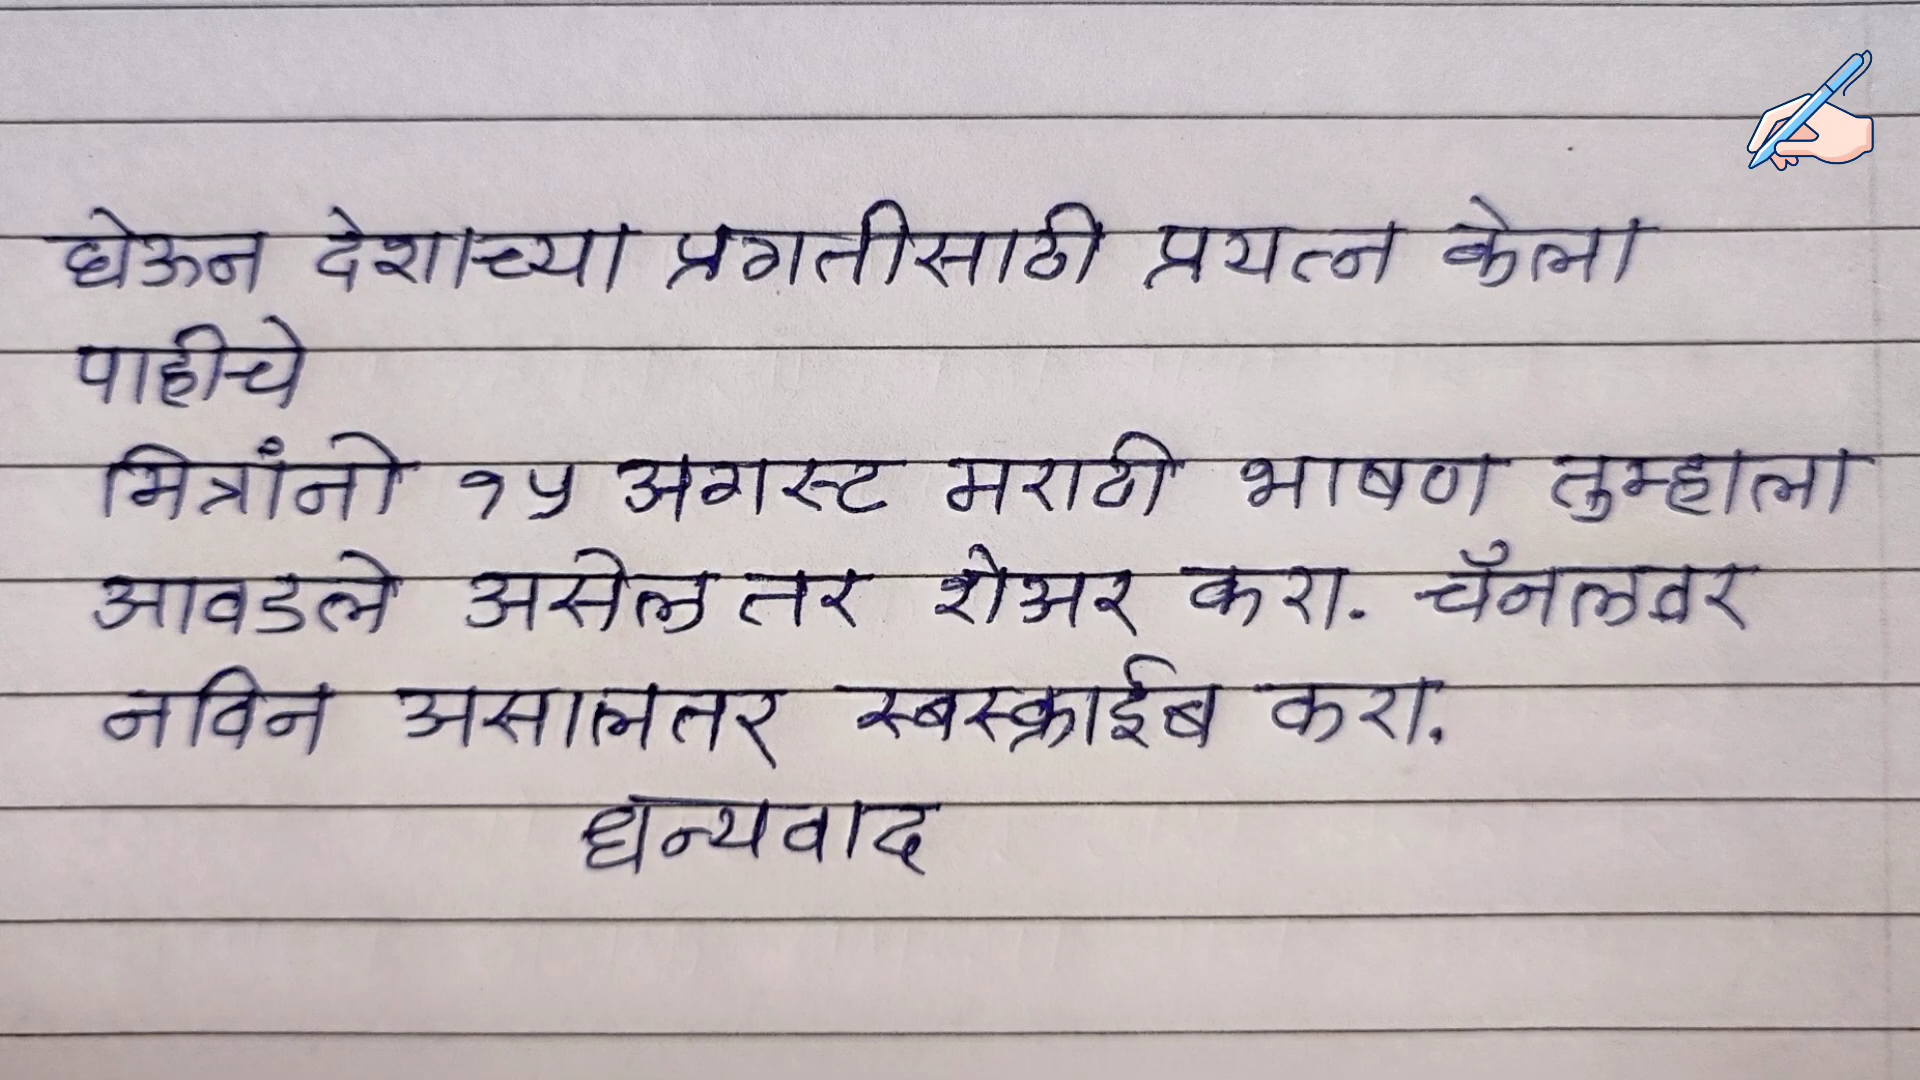 घेऊन देशाच्या प्रगतीसाठी प्रयत्न केला
पाहीचे
मित्रांनो १५ अगस्ट मराठी भाषण तुम्हाला
आवडले असेल तर शेअर करा. चॅनलवर
नविन असालतर स्बस्क्राईब करा.
धन्यवाद